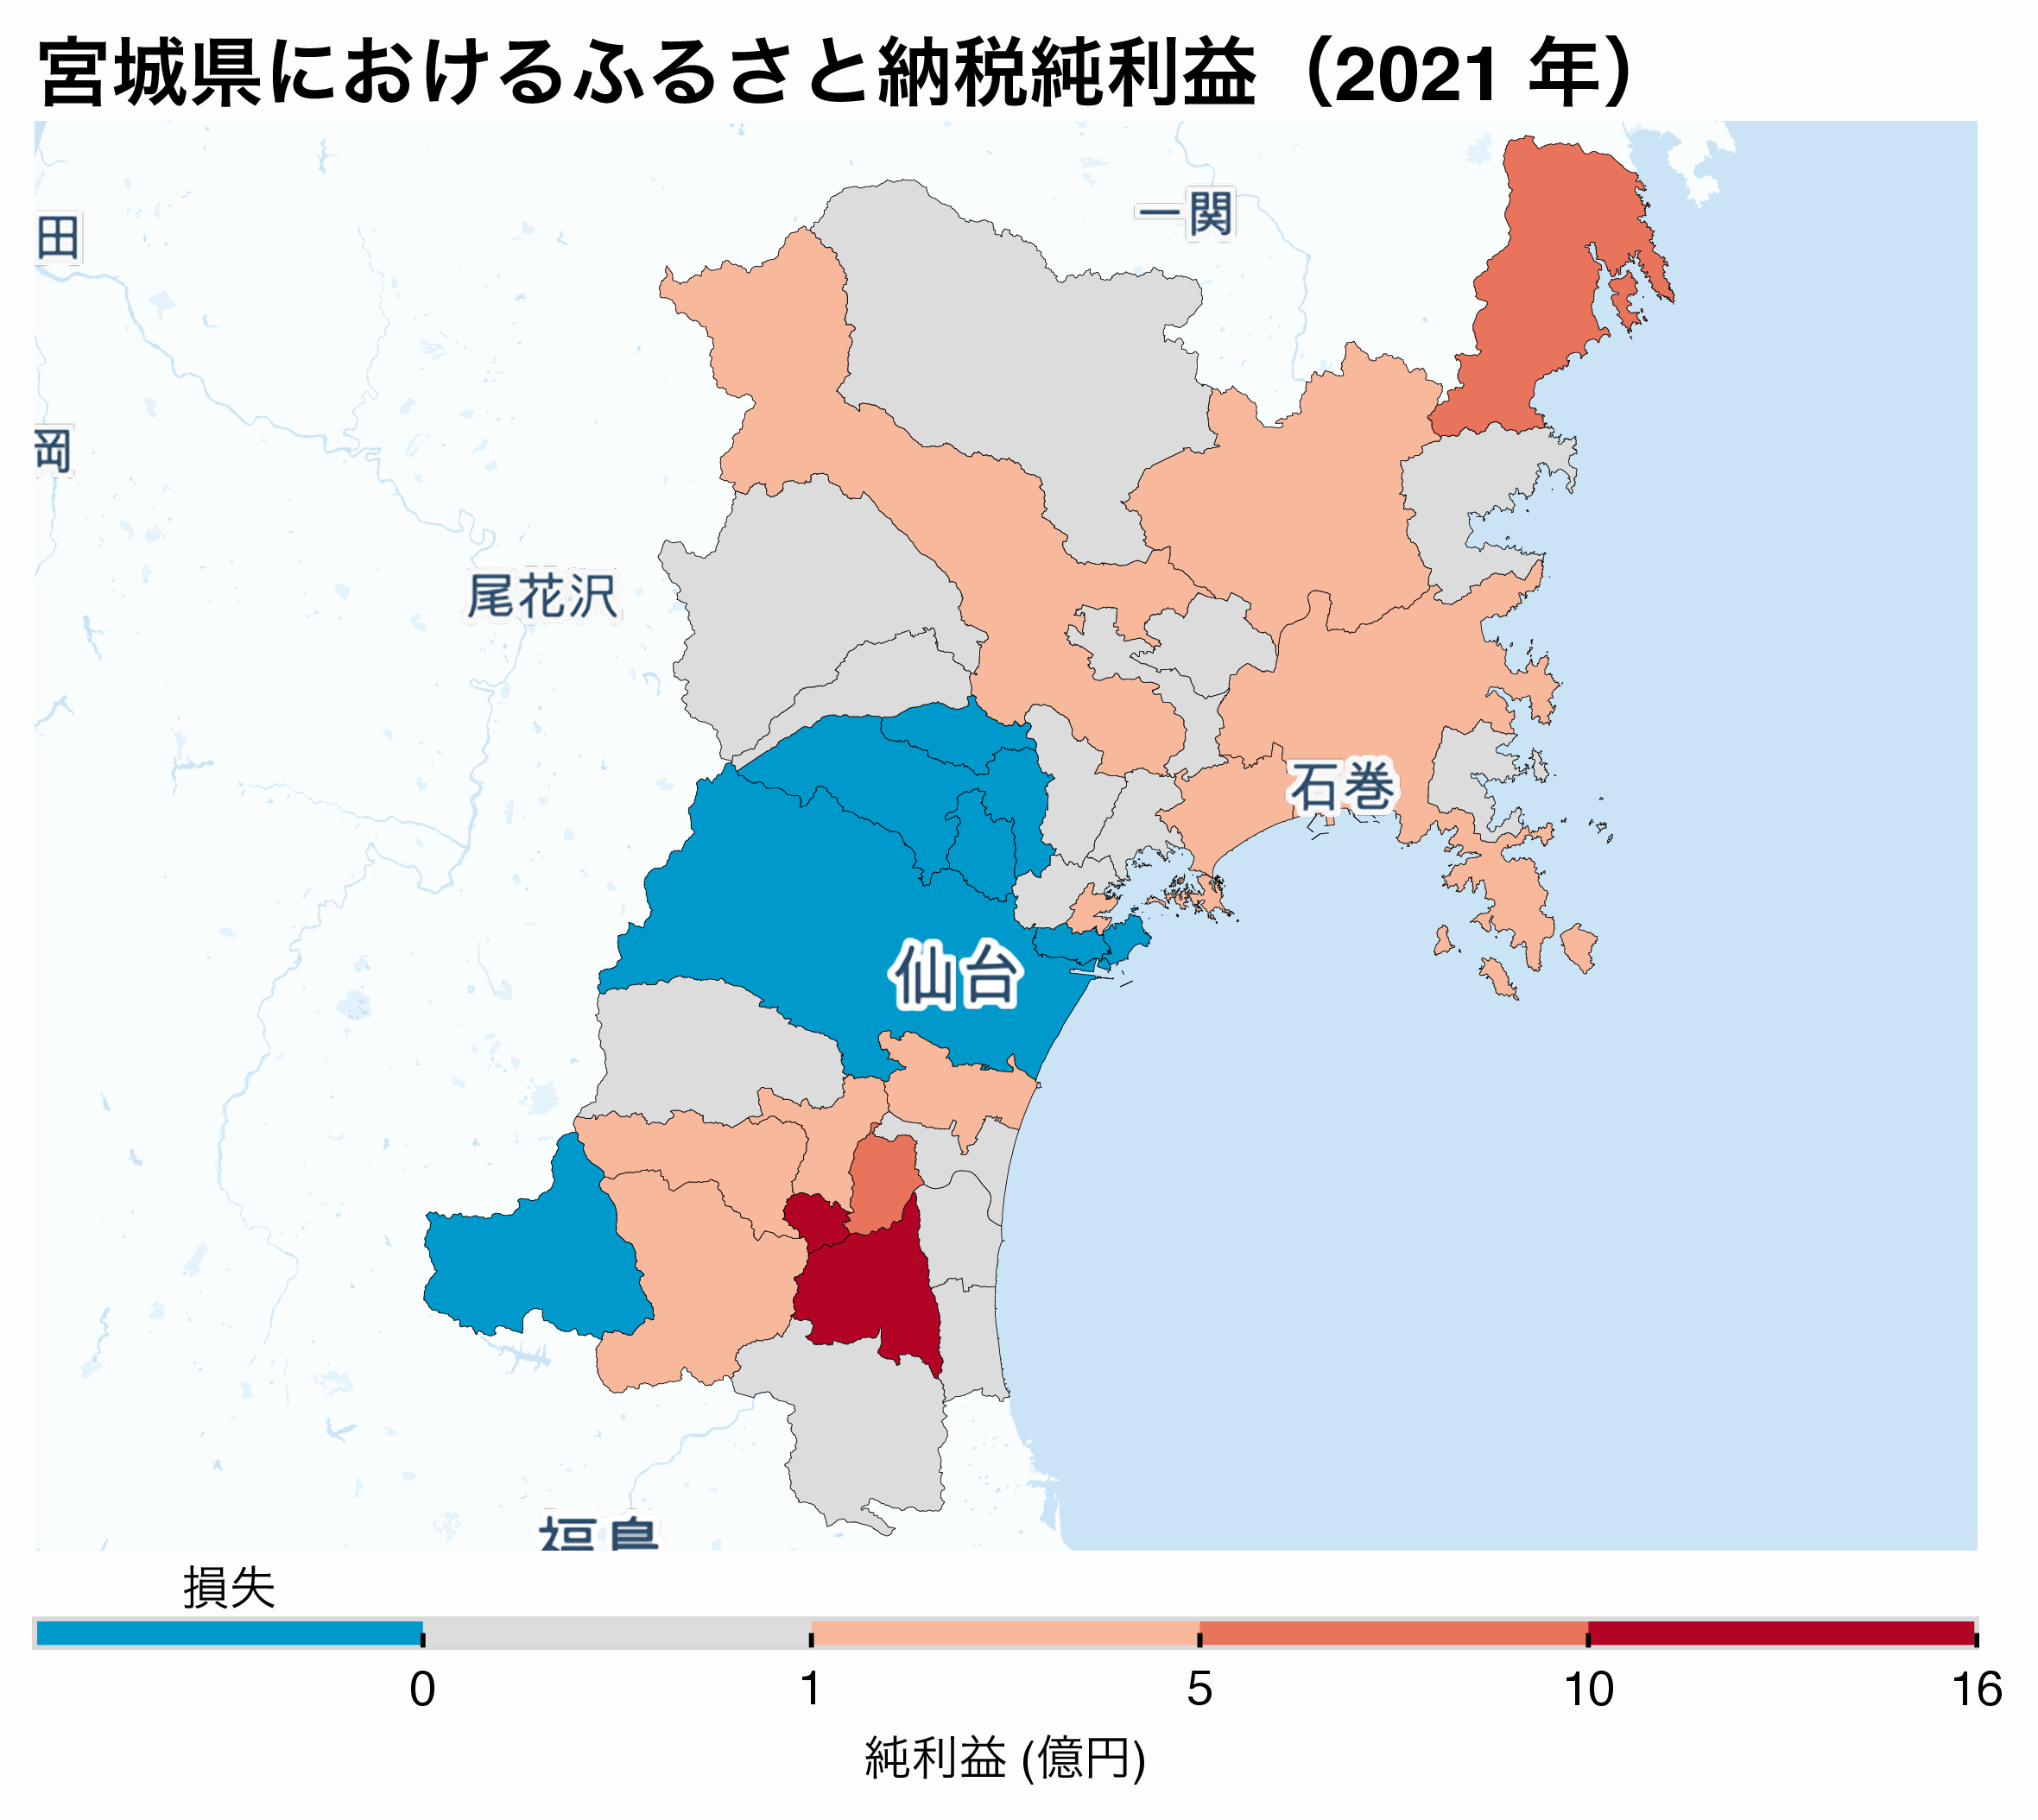 宮城県におけるふるさと納税純利益（2021 年）
一関
田
岡
尾花沢
石巻
仙台
福島
損失
0 1 5 10 16
純利益 (億円)